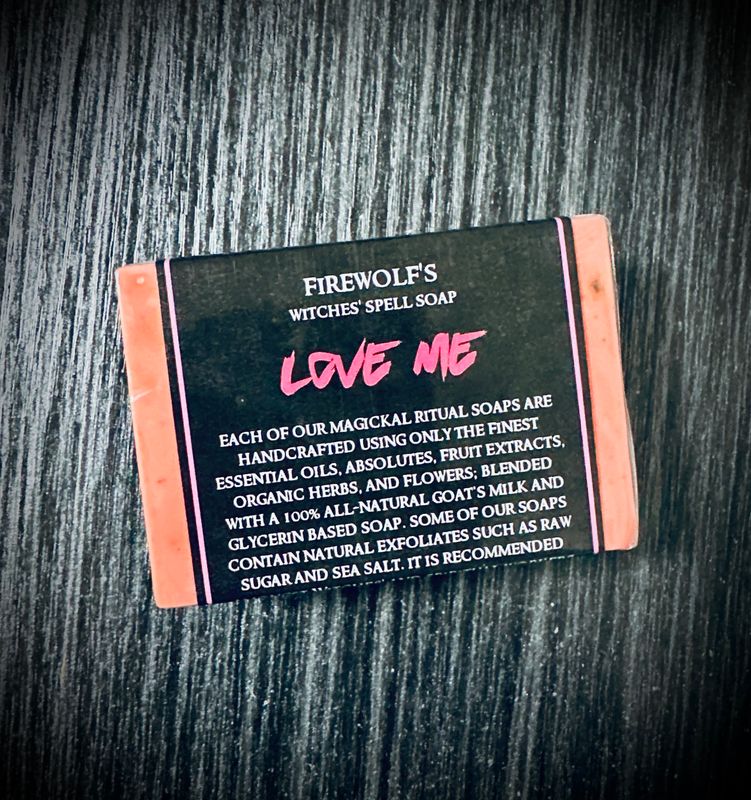 FIREWOLF'S
WITCHES' SPELL SOAP
LOVE ME
EACH OF OUR MAGICKAL RITUAL SOAPS ARE
HANDCRAFTED USING ONLY THE FINEST
ESSENTIAL OILS, ABSOLUTES, FRUIT EXTRACTS,
ORGANIC HERBS, AND FLOWERS; BLENDED
WITH A 100% ALL-NATURAL GOAT'S MILK AND
GLYCERIN BASED SOAP. SOME OF OUR SOAPS
CONTAIN NATURAL EXFOLIATES SUCH AS RAW
SUGAR AND SEA SALT. IT IS RECOMMENDED